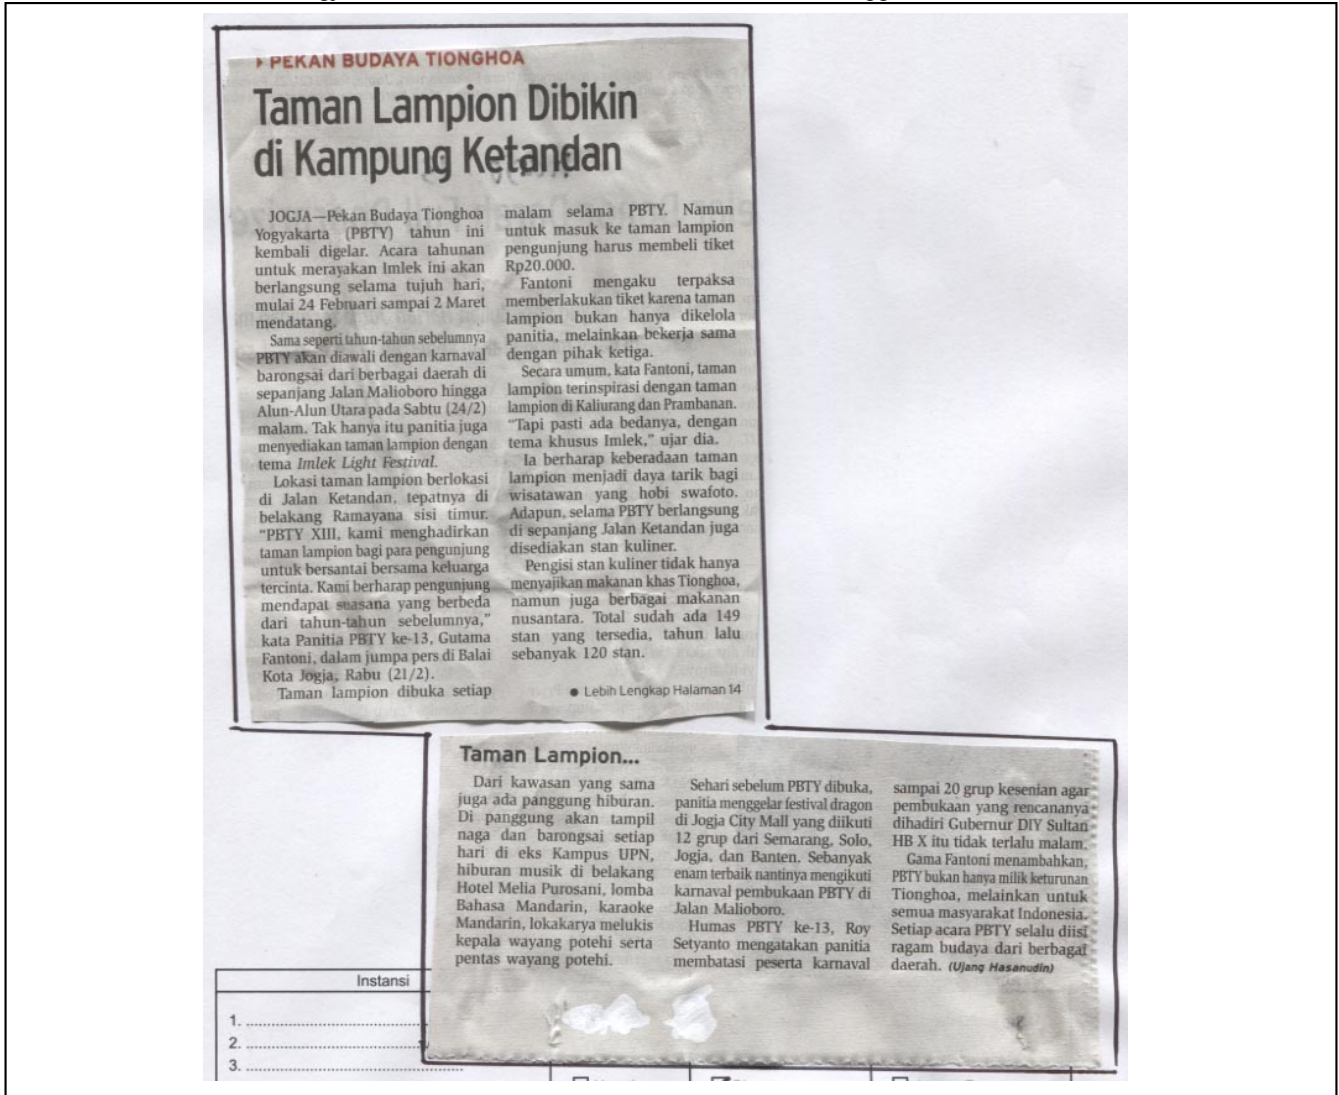 PEKAN BUDAYA TIONGHOA
Taman Lampion Dibikin
di Kampung Ketandan
JOGJA—Pekan Budaya Tionghoa
Yogyakarta (PBTY) tahun ini
kembali digelar. Acara tahunan
untuk merayakan Imlek ini akan
berlangsung selama tujuh hari,
mulai 24 Februari sampai 2 Maret
mendatang.
Sama seperti tahun-tahun sebelumnya
PBTY akan diawali dengan karnaval
barongsai dari berbagai daerah di
sepanjang Jalan Malioboro hingga
Alun-Alun Utara pada Sabtu (24/2)
malam. Tak hanya itu panitia juga
menyediakan taman lampion dengan
tema Imlek Light Festival.
Lokasi taman lampion berlokasi
di Jalan Ketandan, tepatnya di
belakang Ramayana sisi timur.
“PBTY XIII, kami menghadirkan
taman lampion bagi para pengunjung
untuk bersantai bersama keluarga
tercinta. Kami berharap pengunjung
mendapat suasana yang berbeda
dari tahun-tahun sebelumnya,”
kata Panitia PBTY ke-13, Gutama
Fantoni, dalam jumpa pers di Balai
Kota Jogja, Rabu (21/2).
Taman lampion dibuka setiap
malam selama PBTY. Namun
untuk masuk ke taman lampion
pengunjung harus membeli tiket
Rp20.000.
Fantoni mengaku terpaksa
memberlakukan tiket karena taman
lampion bukan hanya dikelola
panitia, melainkan bekerja sama
dengan pihak ketiga.
Secara umum, kata Fantoni, taman
lampion terinspirasi dengan taman
lampion di Kaliurang dan Prambanan.
“Tapi pasti ada bedanya, dengan
tema khusus Imlek,” ujar dia.
Ia berharap keberadaan taman
lampion menjadi daya tarik bagi
wisatawan yang hobi swafoto.
Adapun, selama PBTY berlangsung
di sepanjang Jalan Ketandan juga
disediakan stan kuliner.
Pengisi stan kuliner tidak hanya
menyajikan makanan khas Tionghoa,
namun juga berbagai makanan
nusantara. Total sudah ada 149
stan yang tersedia, tahun lalu
sebanyak 120 stan.
● Lebih Lengkap Halaman 14
Taman Lampion...
Dari kawasan yang sama
juga ada panggung hiburan.
Di panggung akan tampil
naga dan barongsai setiap
hari di eks Kampus UPN,
hiburan musik di belakang
Hotel Melia Purosani, lomba
Bahasa Mandarin, karaoke
Mandarin, lokakarya melukis
kepala wayang potehi serta
pentas wayang potehi.
Sehari sebelum PBTY dibuka,
panitia menggelar festival dragon
di Jogja City Mall yang diikuti
12 grup dari Semarang, Solo,
Jogja, dan Banten. Sebanyak
enam terbaik nantinya mengikuti
karnaval pembukaan PBTY di
Jalan Malioboro.
Humas PBTY ke-13, Roy
Setyanto mengatakan panitia
membatasi peserta karnaval
sampai 20 grup kesenian agar
pembukaan yang rencananya
dihadiri Gubernur DIY Sultan
HB X itu tidak terlalu malam.
Gama Fantoni menambahkan,
PBTY bukan hanya milik keturunan
Tionghoa, melainkan untuk
semua masyarakat Indonesia.
Setiap acara PBTY selalu diisi
ragam budaya dari berbagai
daerah. (Ujang Hasanudin)
Instansi
1.
2.
3.